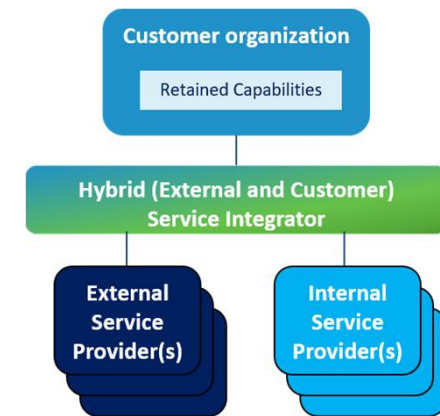 Customer organization
Retained Capabilities
Hybrid (External and Customer)
Service Integrator
External
Service
Provider(s)
Internal
Service
Provider(s)